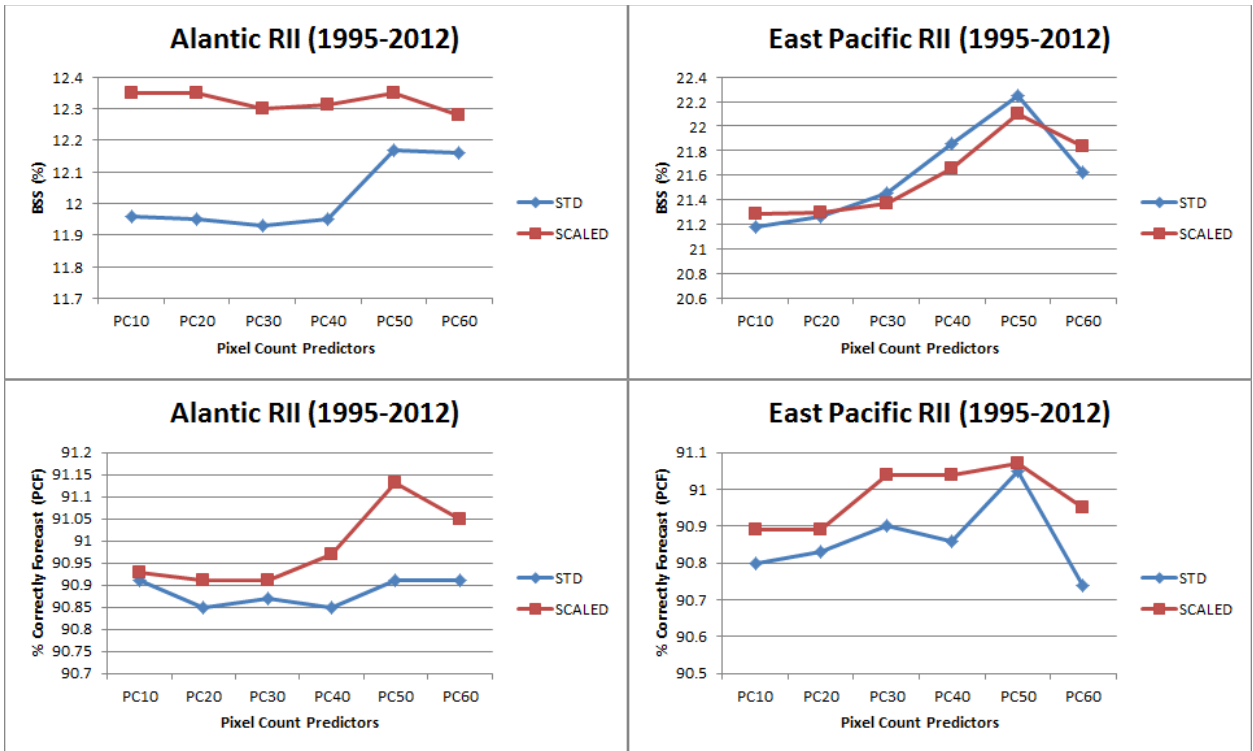 Alantic RII (1995-2012)
BSS (%)
12.4
12.3
12.2
12.1
12
11.9
11.8
11.7
PC10 PC20 PC30 PC40 PC50 PC60
Pixel Count Predictors
STD
SCALED
East Pacific RII (1995-2012)
BSS (%)
22.4
22.2
22
21.8
21.6
21.4
21.2
21
20.8
20.6
PC10 PC20 PC30 PC40 PC50 PC60
Pixel Count Predictors
STD
SCALED
Alantic RII (1995-2012)
% Correctly Forecast (PCF)
91.2
91.15
91.1
91.05
91
90.95
90.9
90.85
90.8
90.75
90.7
PC10 PC20 PC30 PC40 PC50 PC60
Pixel Count Predictors
STD
SCALED
East Pacific RII (1995-2012)
% Correctly Forecast (PCF)
91.1
91
90.9
90.8
90.7
90.6
90.5
PC10 PC20 PC30 PC40 PC50 PC60
Pixel Count Predictors
STD
SCALED